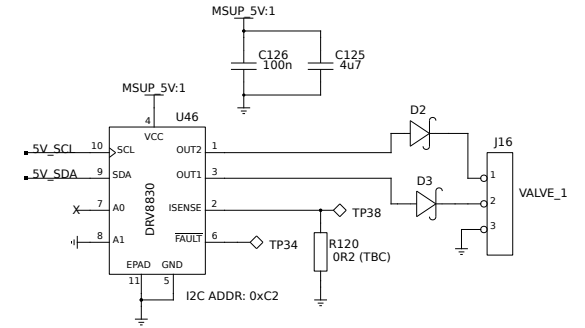 MSUP_5V:1
C126
100n
C125
4u7
MSUP_5V:1
U46
4
VCC
D2
J16
5V_SCL 10 SCL OUT2 1
5V_SDA 9 SDA OUT1 3
D3
1
2
3
VALVE_1
DRV8830
7 A0 ISENSE 2 TP38
8 A1 FAULT 6 TP34
R120
0R2 (TBC)
EPAD GND
11 5
I2C ADDR: 0xC2